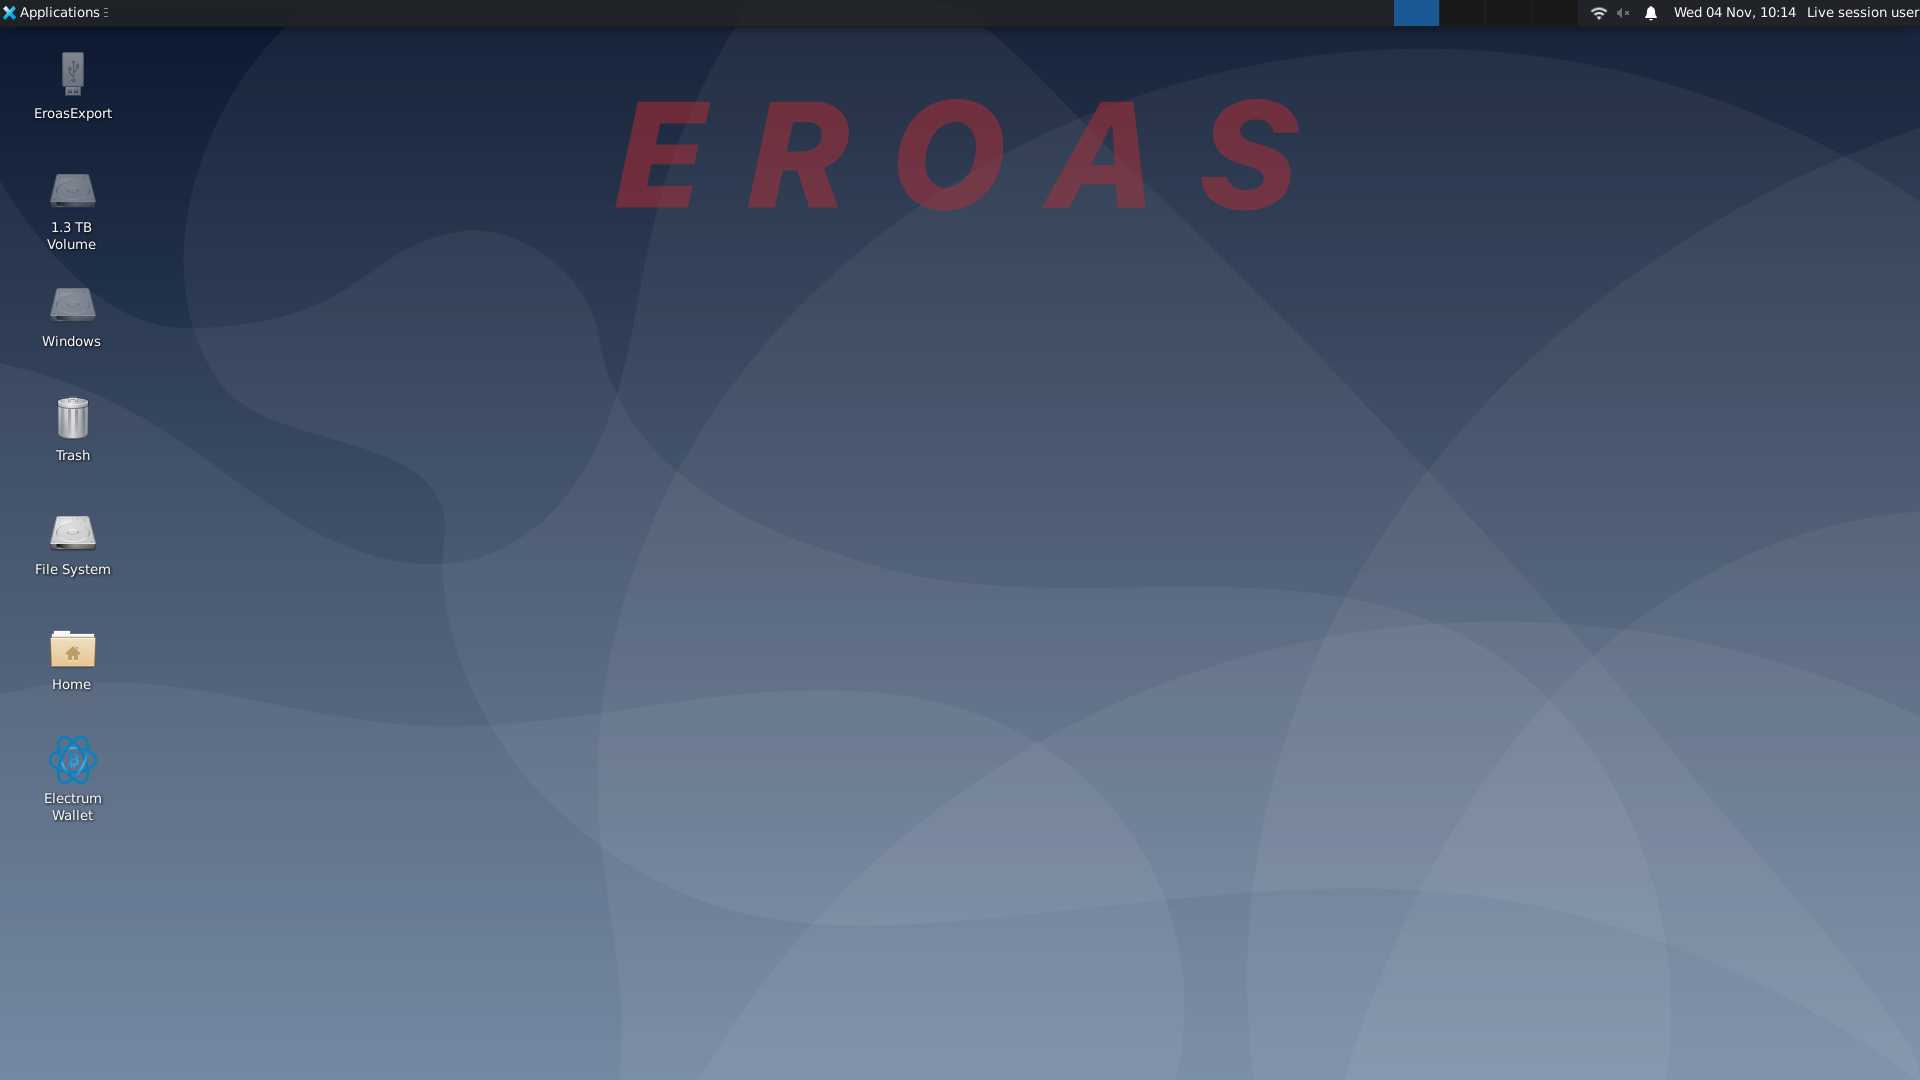 Applications
Wed 04 Nov, 10:14 Live session user
EROAS
EroasExport
1.3 TB
Volume
Windows
Trash
File System
Home
Electrum
Wallet